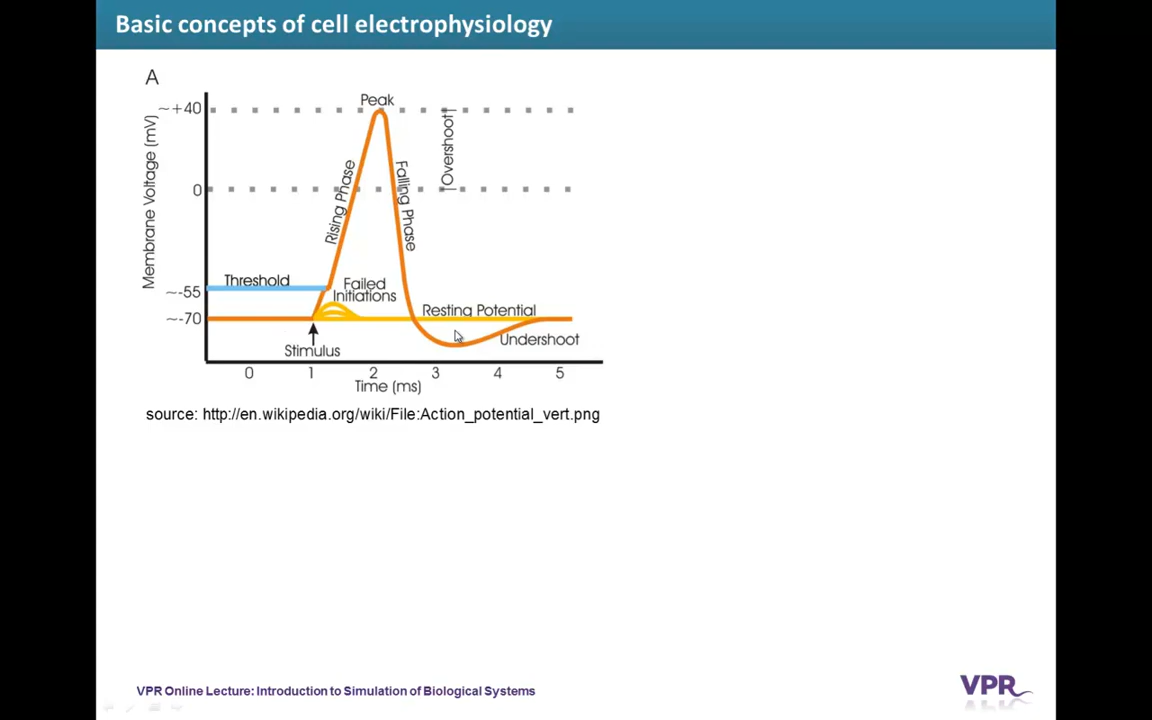 Basic concepts of cell electrophysiology
A
Peak
~+40
Overshoot
Membrane Voltage (mV)
Rising Phase
Falling Phase
0
Threshold
Failed
Initiations
~-55
Resting Potential
~-70
Undershoot
Stimulus
0 1 2 3 4 5
Time (ms)
source: http://en.wikipedia.org/wiki/File:Action_potential_vert.png
VPR Online Lecture: Introduction to Simulation of Biological Systems
VPR